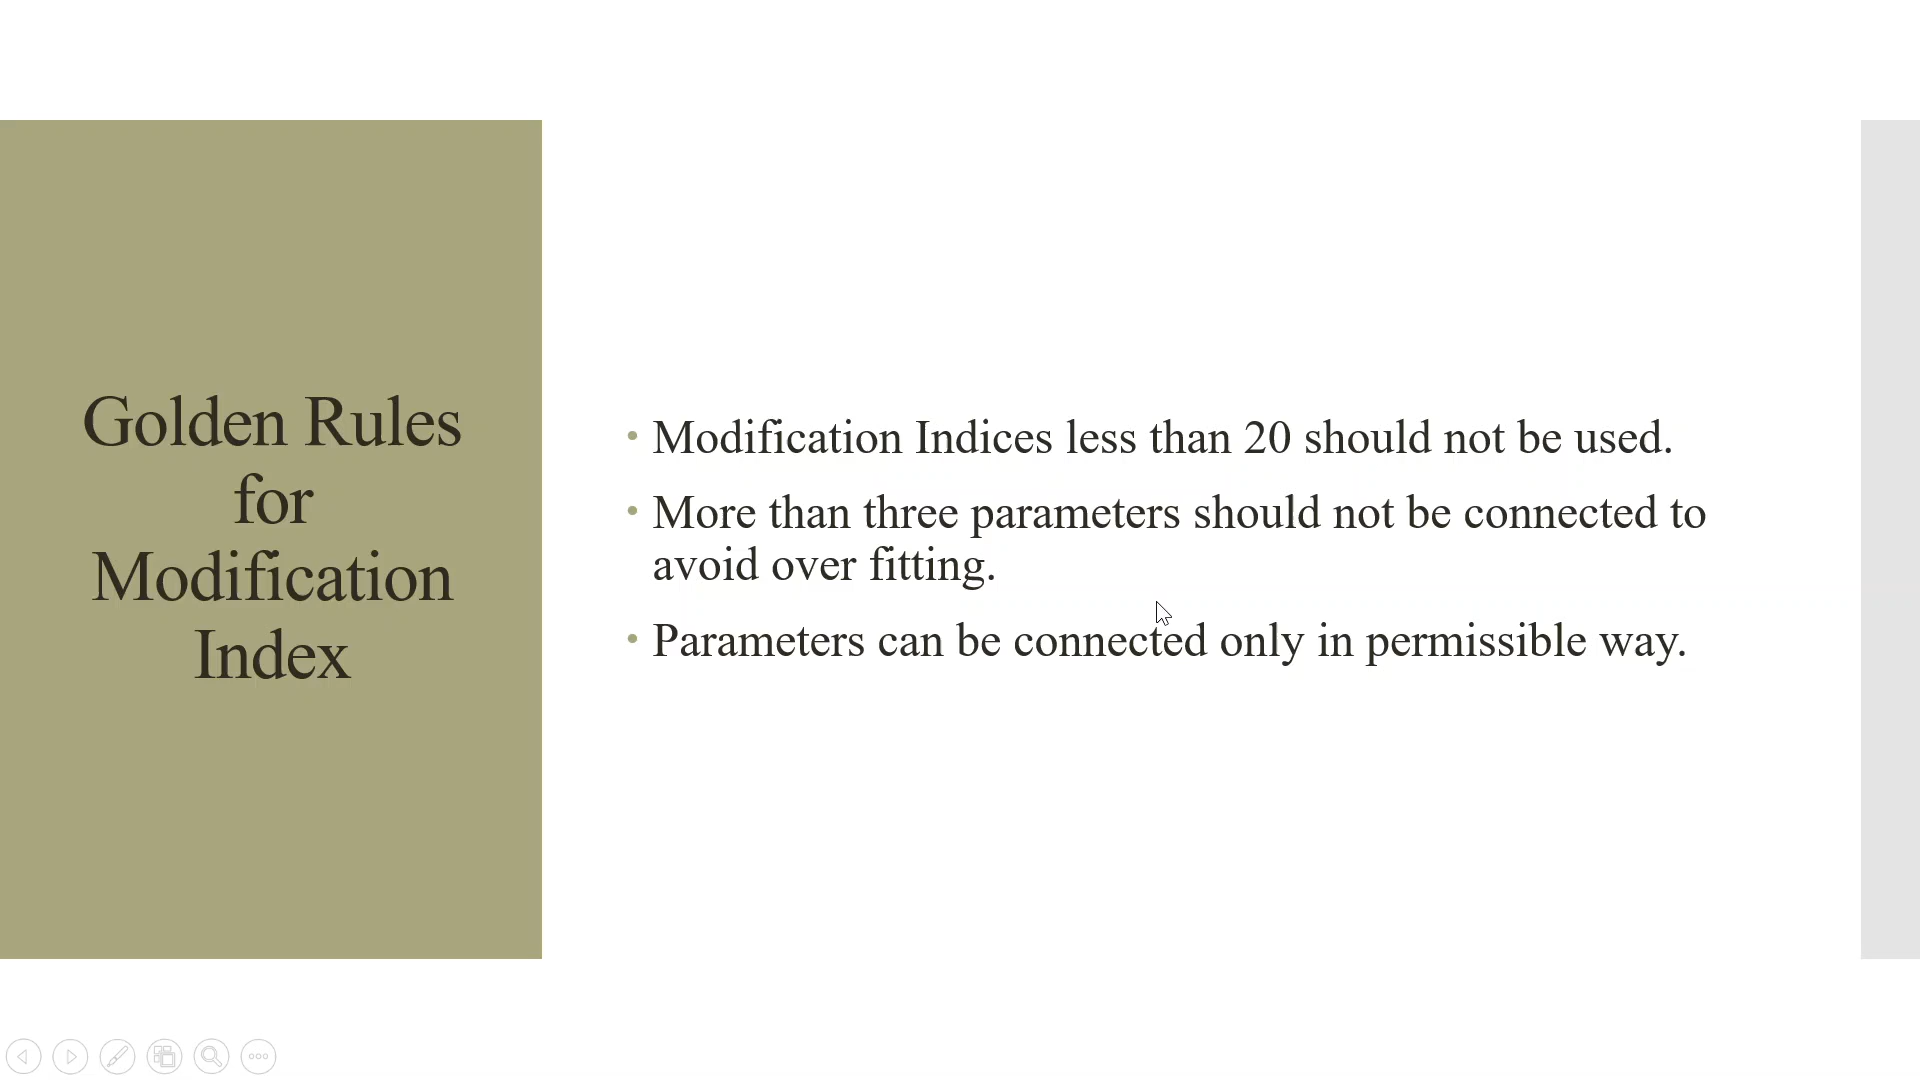 Golden Rules
for
Modification
Index
• Modification Indices less than 20 should not be used.
• More than three parameters should not be connected to
avoid over fitting.
• Parameters can be connected only in permissible way.